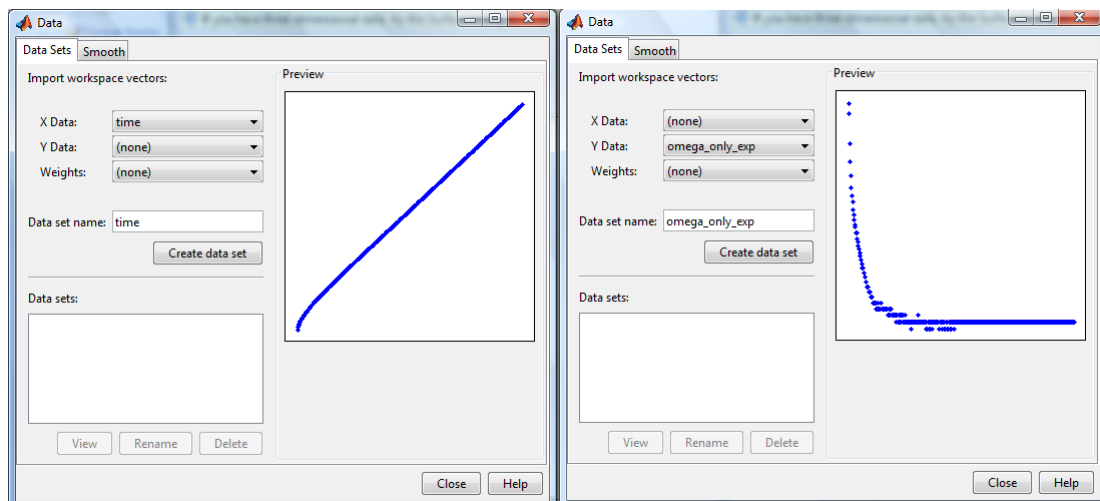 Data
Data Sets
Smooth
Import workspace vectors:
X Data:
time
Y Data:
(none)
Weights:
(none)
Data set name:
time
Create data set
Data sets:
View
Rename
Delete
Preview
Close
Help
Data
Data Sets
Smooth
Import workspace vectors:
X Data:
(none)
Y Data:
omega_only_exp
Weights:
(none)
Data set name:
omega_only_exp
Create data set
Data sets:
View
Rename
Delete
Preview
Close
Help